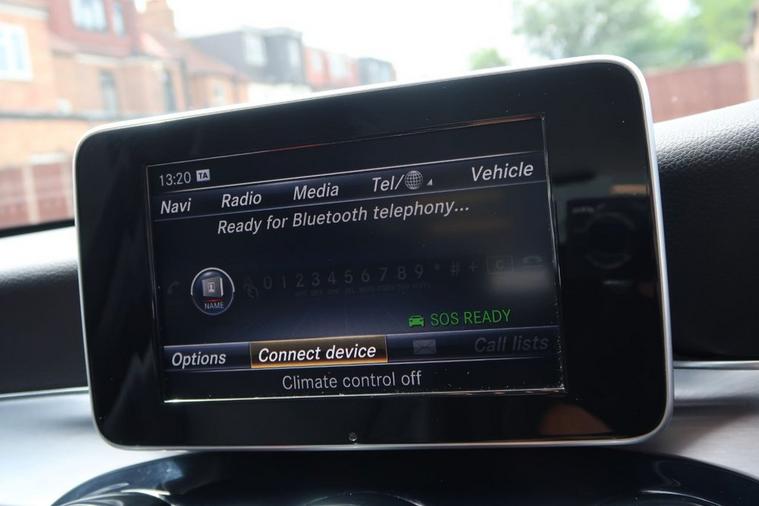 13:20 TA
Navi Radio Media Tel/ Vehicle
Ready for Bluetooth telephony...
NAME 0 1 2 3 4 5 6 7 8 9 * # + C
SOS READY
Options Connect device Call lists
Climate control off